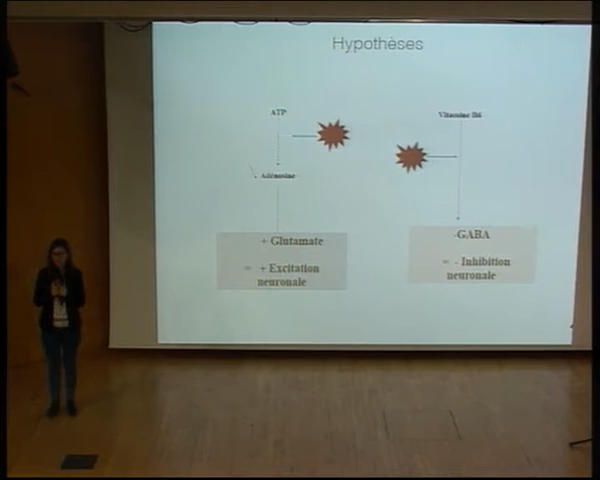 Hypothèses
ATP
Vitamine B6
Adénosine
+ Glutamate
= + Excitation
neuronale
-GABA
= - Inhibition
neuronale